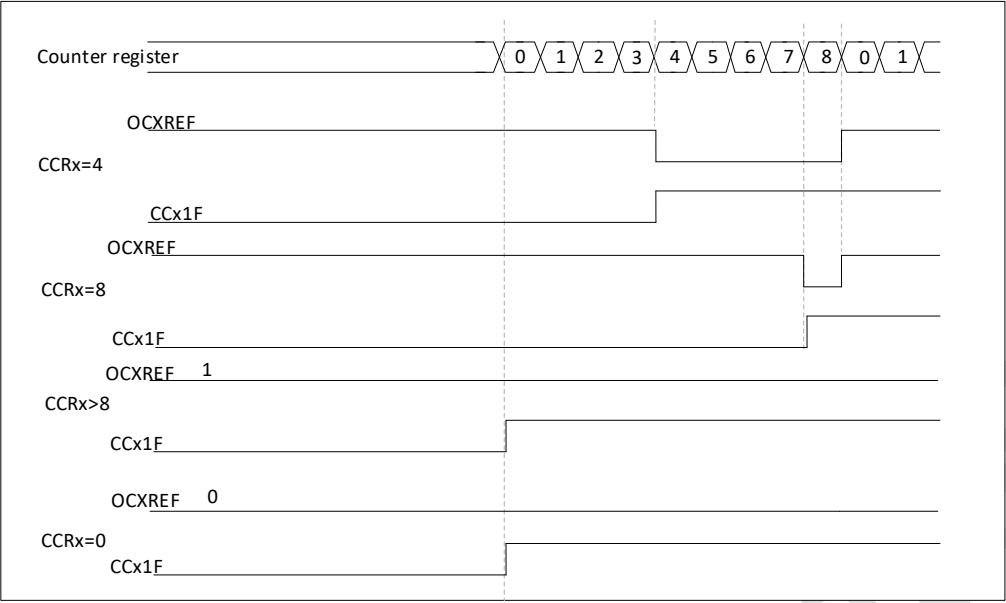 Counter register 0 1 2 3 4 5 6 7 8 0 1
OCXREF
CCRx=4
CCx1F
OCXREF
CCRx=8
CCx1F
OCXREF 1
CCRx>8
CCx1F
OCXREF 0
CCRx=0
CCx1F